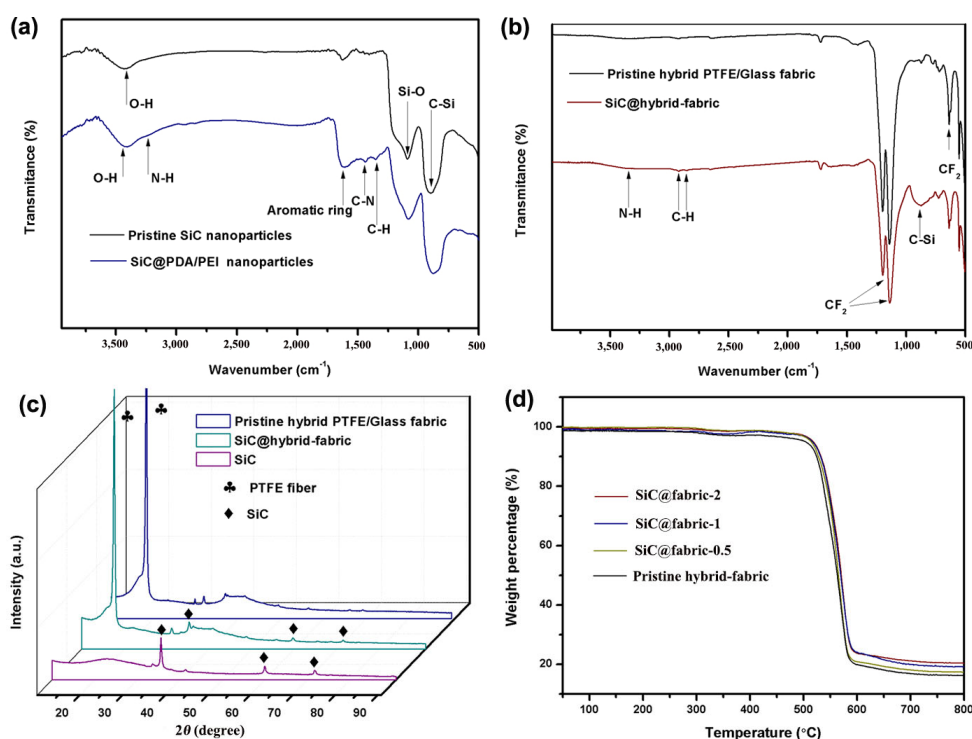 (a)
Transmitance (%)
O-H
O-H
N-H
Aromatic ring
C-N
C-H
Si-O
C-Si
Pristine SiC nanoparticles
SiC@PDA/PEI nanoparticles
3,500 3,000 2,500 2,000 1,500 1,000 500
Wavenumber (cm⁻¹)
(b)
Transmitance (%)
Pristine hybrid PTFE/Glass fabric
SiC@hybrid-fabric
N-H
C-H
CF₂
C-Si
CF₂
3,500 3,000 2,500 2,000 1,500 1,000 500
Wavenumber (cm⁻¹)
(c)
Intensity (a.u.)
♣ ♣
Pristine hybrid PTFE/Glass fabric
SiC@hybrid-fabric
SiC
♣ PTFE fiber
♦ SiC
♦ ♦ ♦
♦ ♦ ♦
20 30 40 50 60 70 80 90
2θ (degree)
(d)
Weight percentage (%)
100
80
60
40
20
SiC@fabric-2
SiC@fabric-1
SiC@fabric-0.5
Pristine hybrid-fabric
100 200 300 400 500 600 700 800
Temperature (°C)